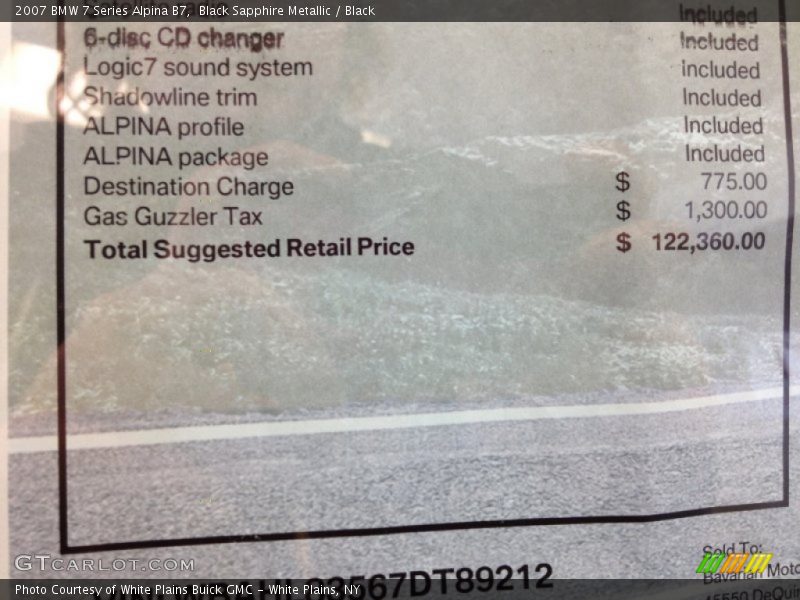 2007 BMW 7 Series Alpina B7,  Black Sapphire Metallic / Black
Included
6-disc CD changer Included
Logic7 sound system included
Shadowline trim Included
ALPINA profile Included
ALPINA package Included
Destination Charge $ 775.00
Gas Guzzler Tax $ 1,300.00
Total Suggested Retail Price $ 122,360.00
Sold To:
GTCARLOT.COM
Bavarian
Photo Courtesy of White Plains Buick GMC - White Plains, NY